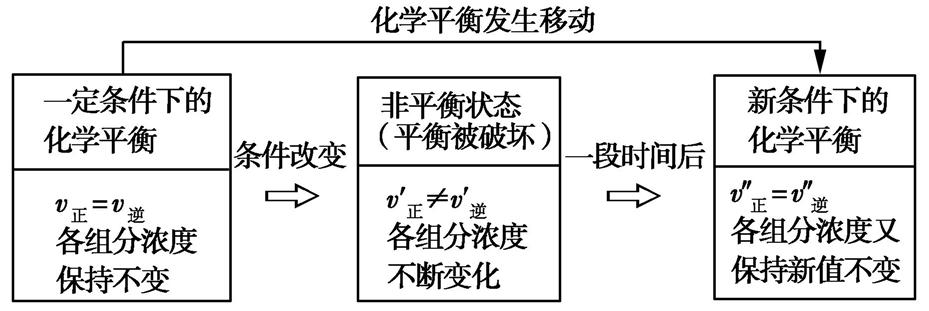 化学平衡发生移动
一定条件下的
化学平衡
v正=v逆
各组分浓度
保持不变
条件改变
非平衡状态
（平衡被破坏）
v′正≠v′逆
各组分浓度
不断变化
一段时间后
新条件下的
化学平衡
v″正=v″逆
各组分浓度又
保持新值不变